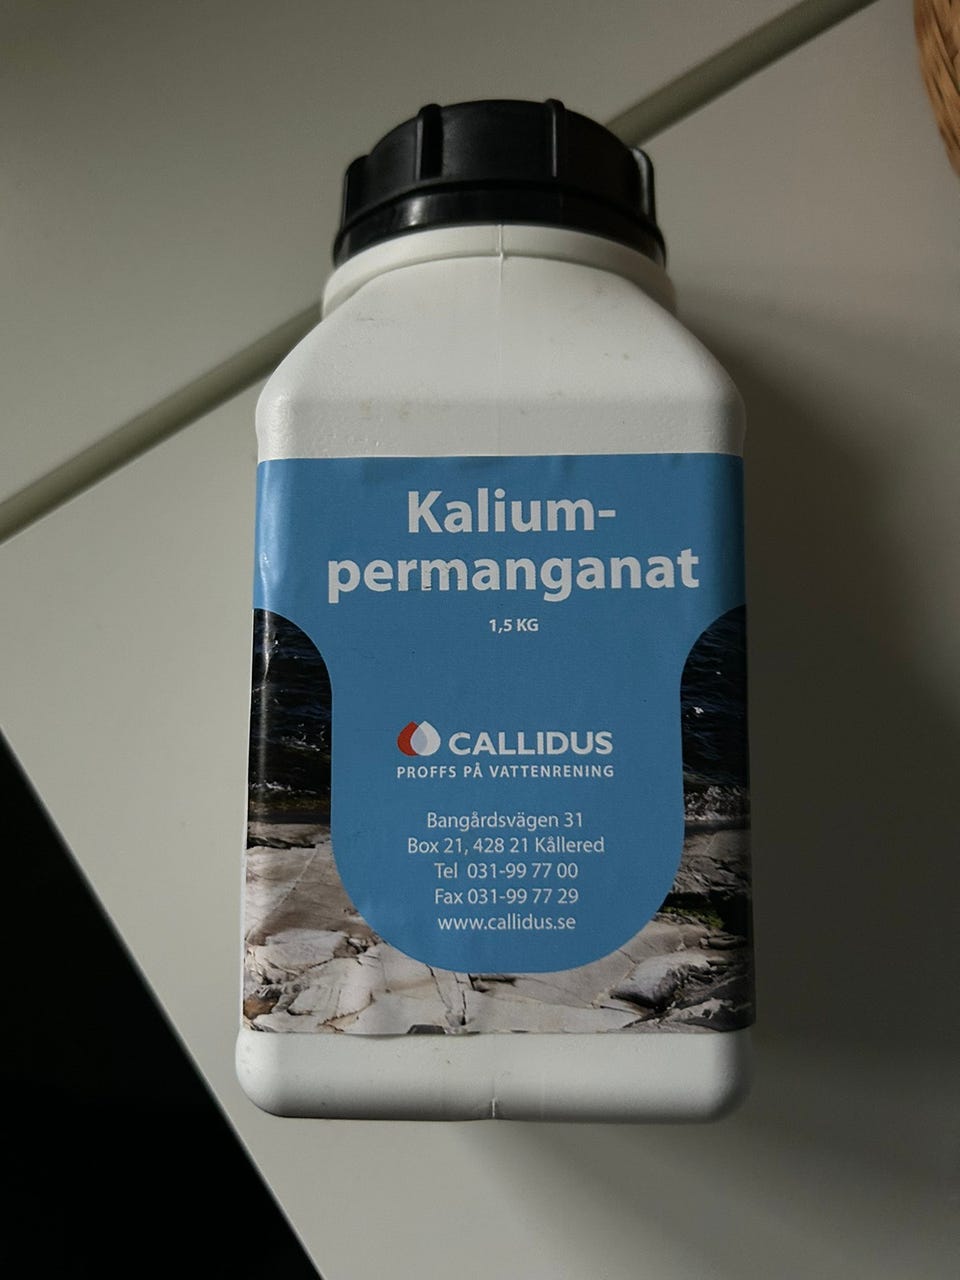 Kalium-
permanganat
1,5 KG
CALLIDUS
PROFFS PÅ VATTENRENING
Bangårdsvägen 31
Box 21, 428 21 Kållered
Tel 031-99 77 00
Fax 031-99 77 29
www.callidus.se